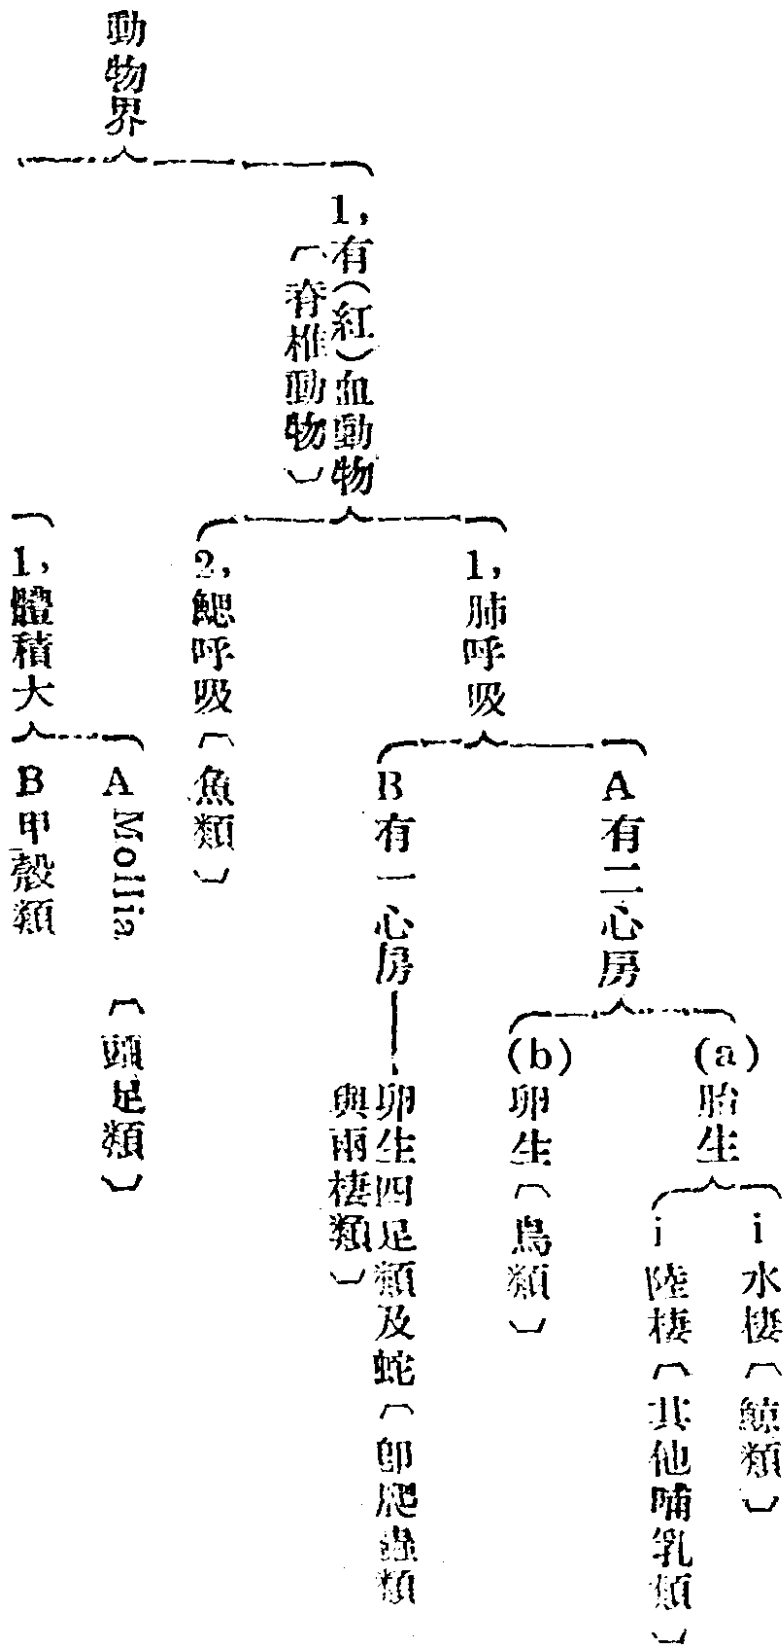 動物界
1,有(紅)血動物
〔脊椎動物〕
1,肺呼吸
A有二心房
(a)胎生
i水棲〔鯨類〕
i陸棲〔其他哺乳類〕
(b)卵生〔鳥類〕
B有一心房
卵生四足類及蛇〔卽爬蟲類
與兩棲類〕
2,鰓呼吸〔魚類〕
1,體積大
A Mollia〔頭足類〕
B甲殼類